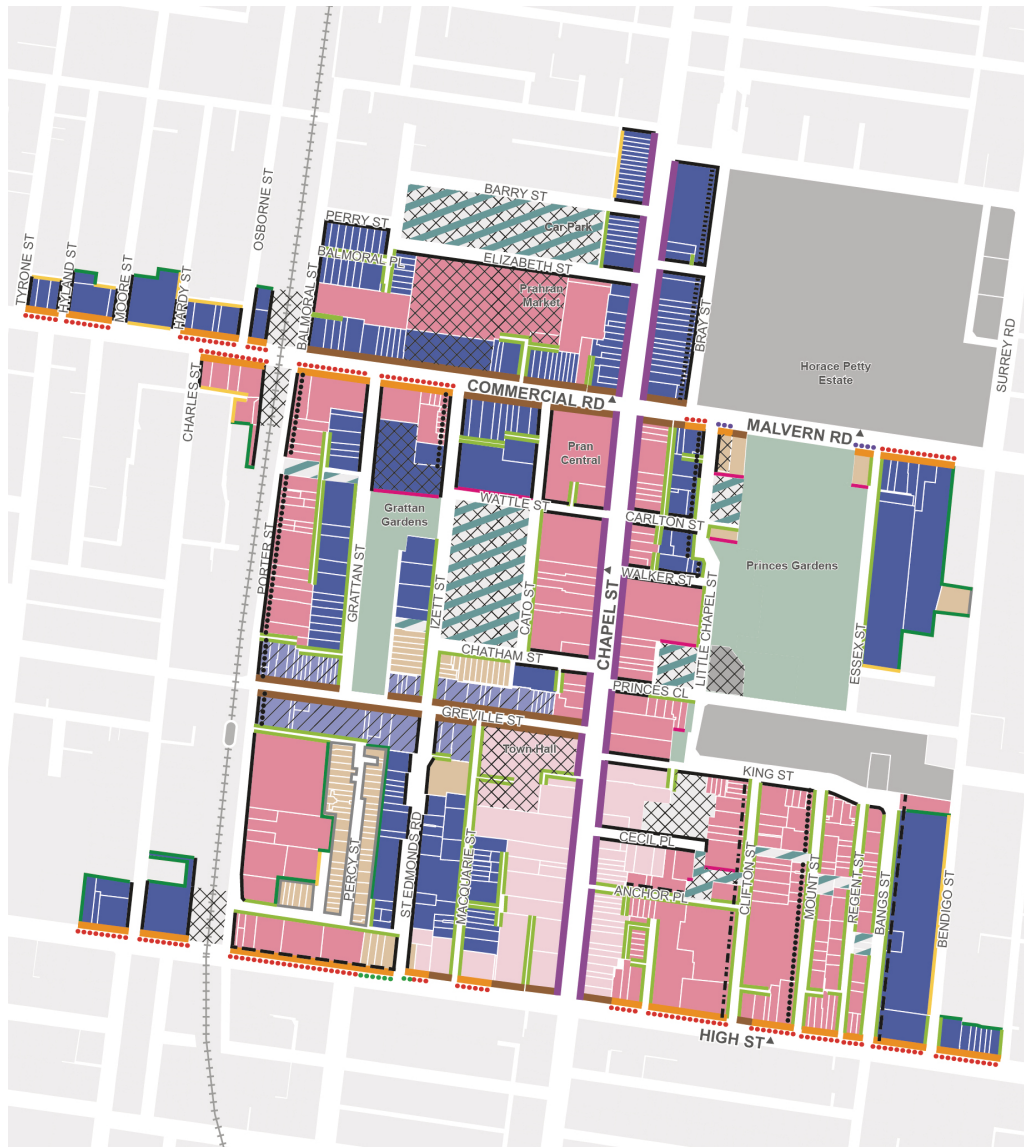 BARRY ST
Car Park
PERRY ST
BALMORAL PL
ELIZABETH ST
Prahran
Market
OSBORNE ST
TYRONE ST
HYLAND ST
MOORE ST
HARDY ST
BALMORAL ST
BRAY ST
SURREY RD
Horace Petty
Estate
CHARLES ST
COMMERCIAL RD
MALVERN RD
Pran
Central
WATTLE ST
Grattan
Gardens
CARLTON ST
PORTER ST
GRATTAN ST
IZETT ST
CATO ST
CHAPEL ST
WALKER ST
LITTLE CHAPEL ST
Princes Gardens
ESSEX ST
CHATHAM ST
PRINCES CL
GREVILLE ST
Town Hall
KING ST
PERCY ST
ST EDMONDS RD
MACQUARIE ST
CECIL PL
ANCHOR PL
CLIFTON ST
MOUNT ST
REGENT ST
BANGS ST
BENDIGO ST
HIGH ST